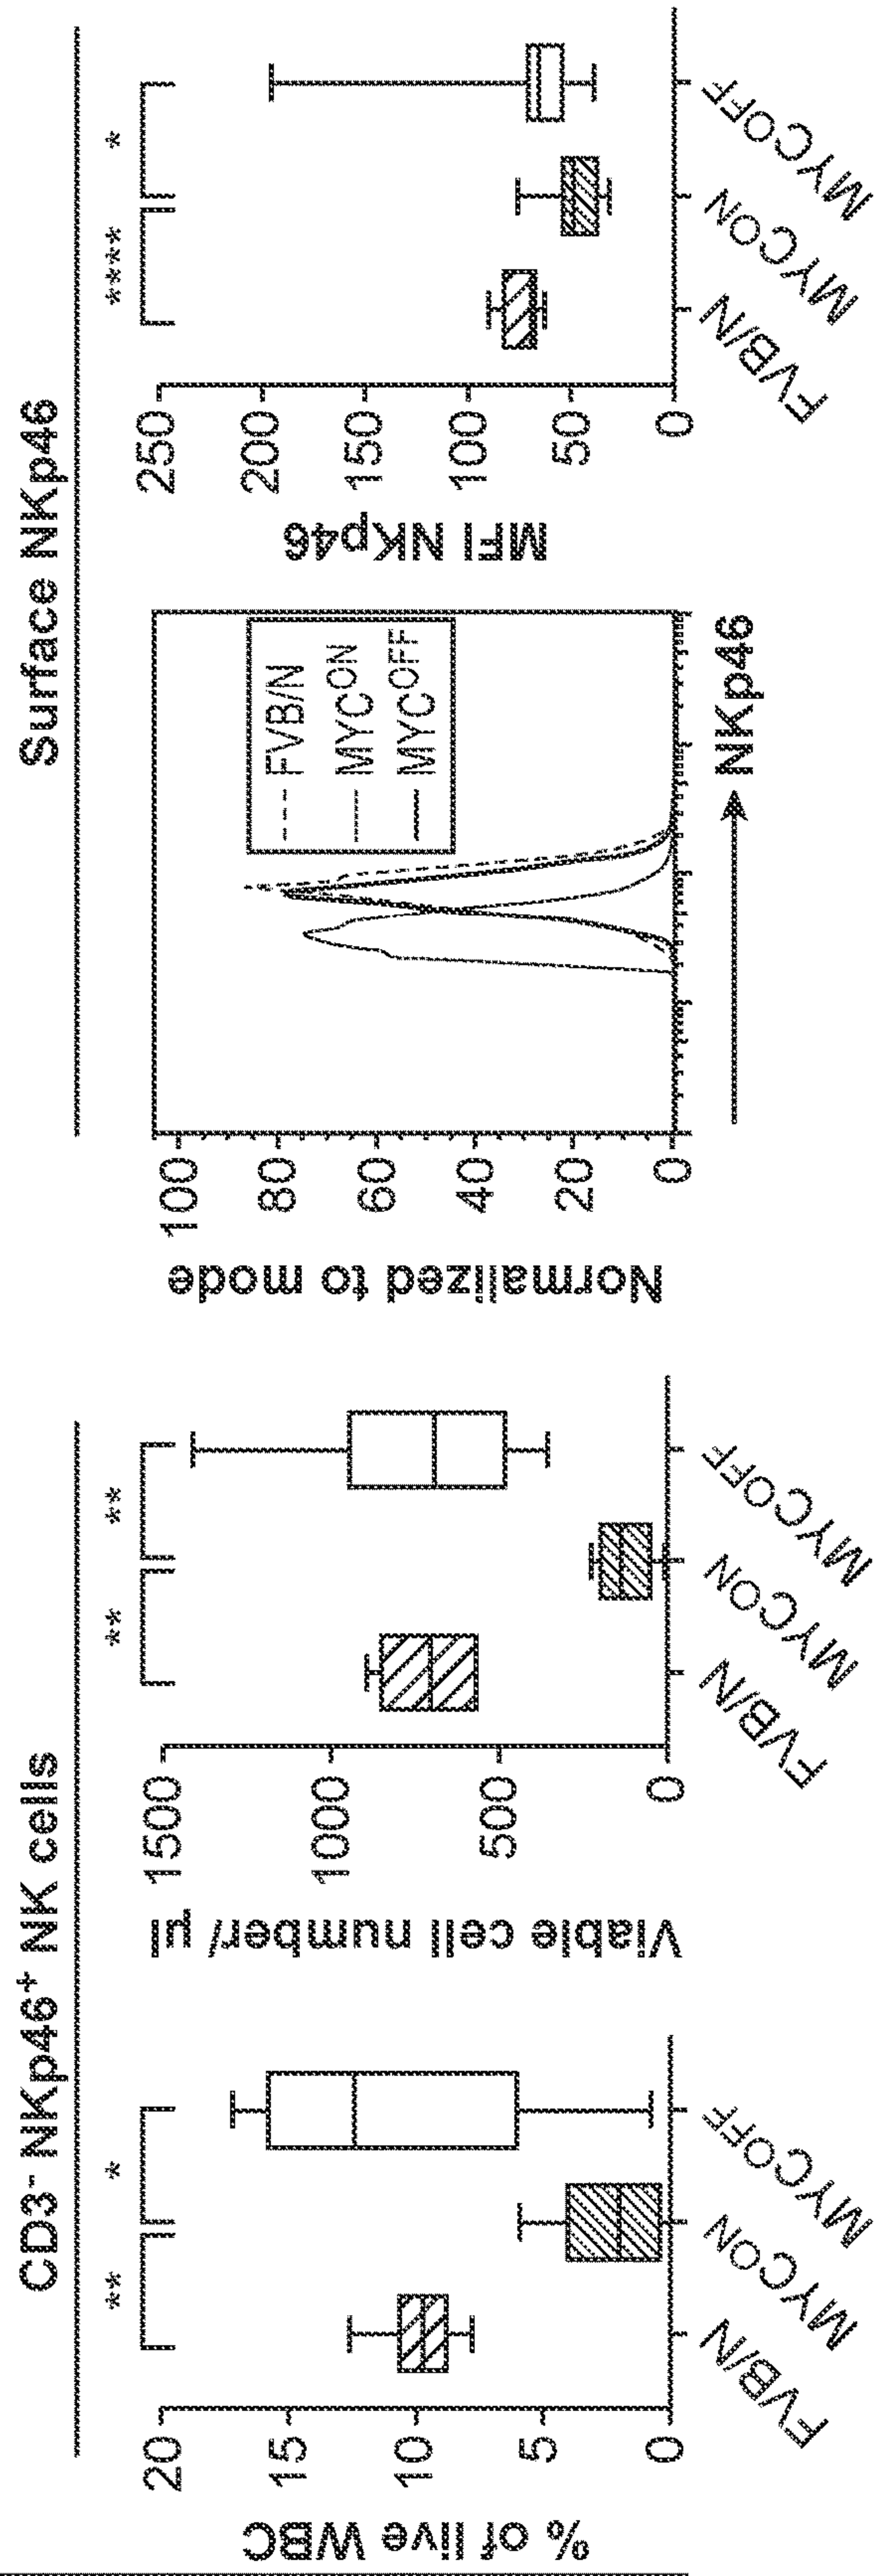 CD3- NKp46+ NK cells
** *
% of live WBC
20
15
10
5
0
FVB/N
MYCON
MYCOFF
** **
Viable cell number/ µl
1500
1000
500
0
FVB/N
MYCON
MYCOFF
Surface NKp46
Normalized to mode
100
80
60
40
20
0
FVB/N
MYCON
MYCOFF
NKp46
**** *
MFI NKp46
250
200
150
100
50
0
FVB/N
MYCON
MYCOFF